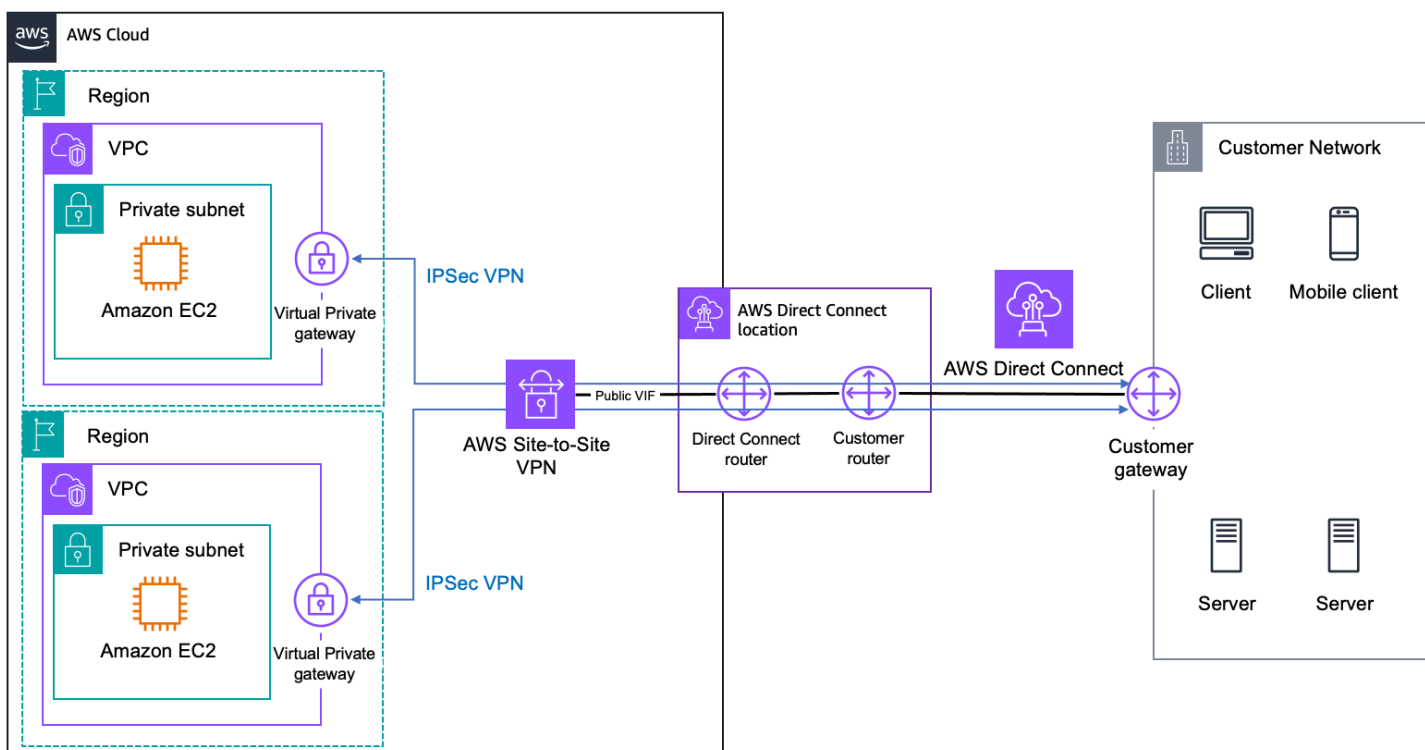 aws
AWS Cloud
Region
VPC
Private subnet
Amazon EC2
Virtual Private
gateway
IPSec VPN
Region
VPC
Private subnet
Amazon EC2
Virtual Private
gateway
IPSec VPN
AWS Site-to-Site
VPN
Public VIF
AWS Direct Connect
location
Direct Connect
router
Customer
router
AWS Direct Connect
Customer
gateway
Customer Network
Client
Mobile client
Server
Server